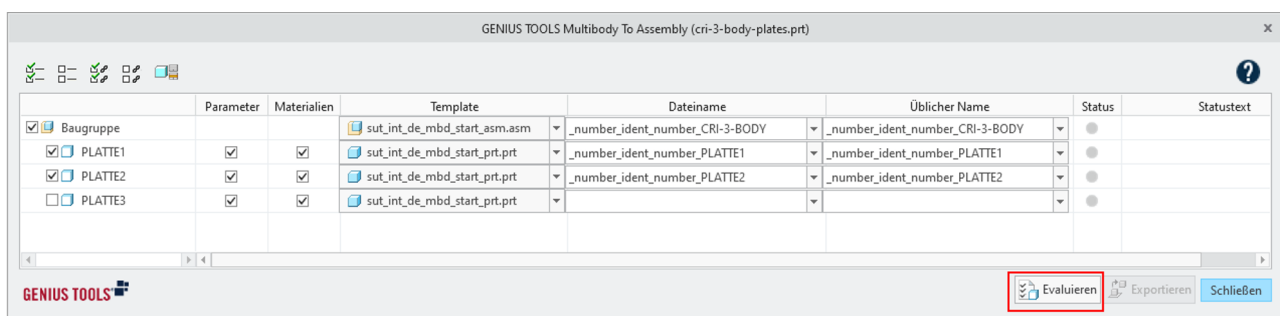 GENIUS TOOLS Multibody To Assembly (cri-3-body-plates.prt) x
?
Parameter Materialien Template Dateiname Üblicher Name Status Statustext
Baugruppe sut_int_de_mbd_start_asm.asm _number_ident_number_CRI-3-BODY _number_ident_number_CRI-3-BODY
PLATTE1 sut_int_de_mbd_start_prt.prt _number_ident_number_PLATTE1 _number_ident_number_PLATTE1
PLATTE2 sut_int_de_mbd_start_prt.prt _number_ident_number_PLATTE2 _number_ident_number_PLATTE2
PLATTE3 sut_int_de_mbd_start_prt.prt
GENIUS TOOLS Evaluieren Exportieren Schließen